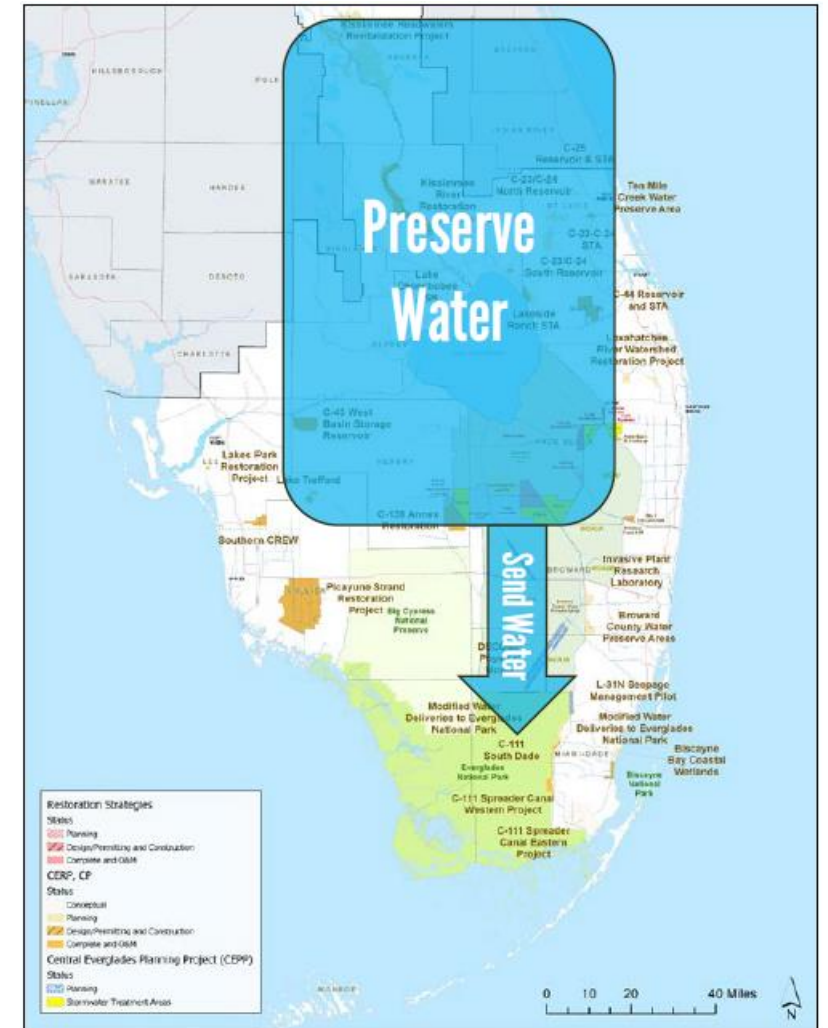 Kissimmee Headwaters
Revitalization Project
HILLSBOROUGH
POLK
PINELLAS
MANATEE
HARDEE
C-25
Reservoir & STA
Kissimmee
River
Restoration
C-23/C-24
North Reservoir
Ten Mile
Creek Water
Preserve Area
C-23/C-24
STA
Preserve
Water
SARASOTA
DESOTO
C-23/C-24
South Reservoir
Lake
Okeechobee
Lakeside
Ranch STA
C-44 Reservoir
and STA
Loxahatchee
River Watershed
Restoration Project
CHARLOTTE
C-43 West
Basin Storage
Reservoir
LEE
Lakes Park
Restoration
Project
Lake Trafford
C-139 Annex
Restoration
Southern CREW
Send Water
BROWARD
Invasive Plant
Research
Laboratory
Picayune Strand
Restoration
Project
Big Cypress
National
Preserve
Broward
County Water
Preserve Areas
L-31N Seepage
Management Pilot
Modified Water
Deliveries to Everglades
National Park
Modified Water
Deliveries to Everglades
National Park
C-111
South Dade
MIAMI-DADE
Biscayne
Bay Coastal
Wetlands
Everglades
National Park
Biscayne
National
Park
C-111 Spreader Canal
Western Project
C-111 Spreader
Canal Eastern
Project
Restoration Strategies
Status
Planning
Design/Permitting and Construction
Complete and O&M
CERP, CP
Status
Conceptual
Planning
Design/Permitting and Construction
Complete and O&M
Central Everglades Planning Project (CEPP)
Status
Planning
Stormwater Treatment Areas
MONROE
0 10 20 40 Miles
N